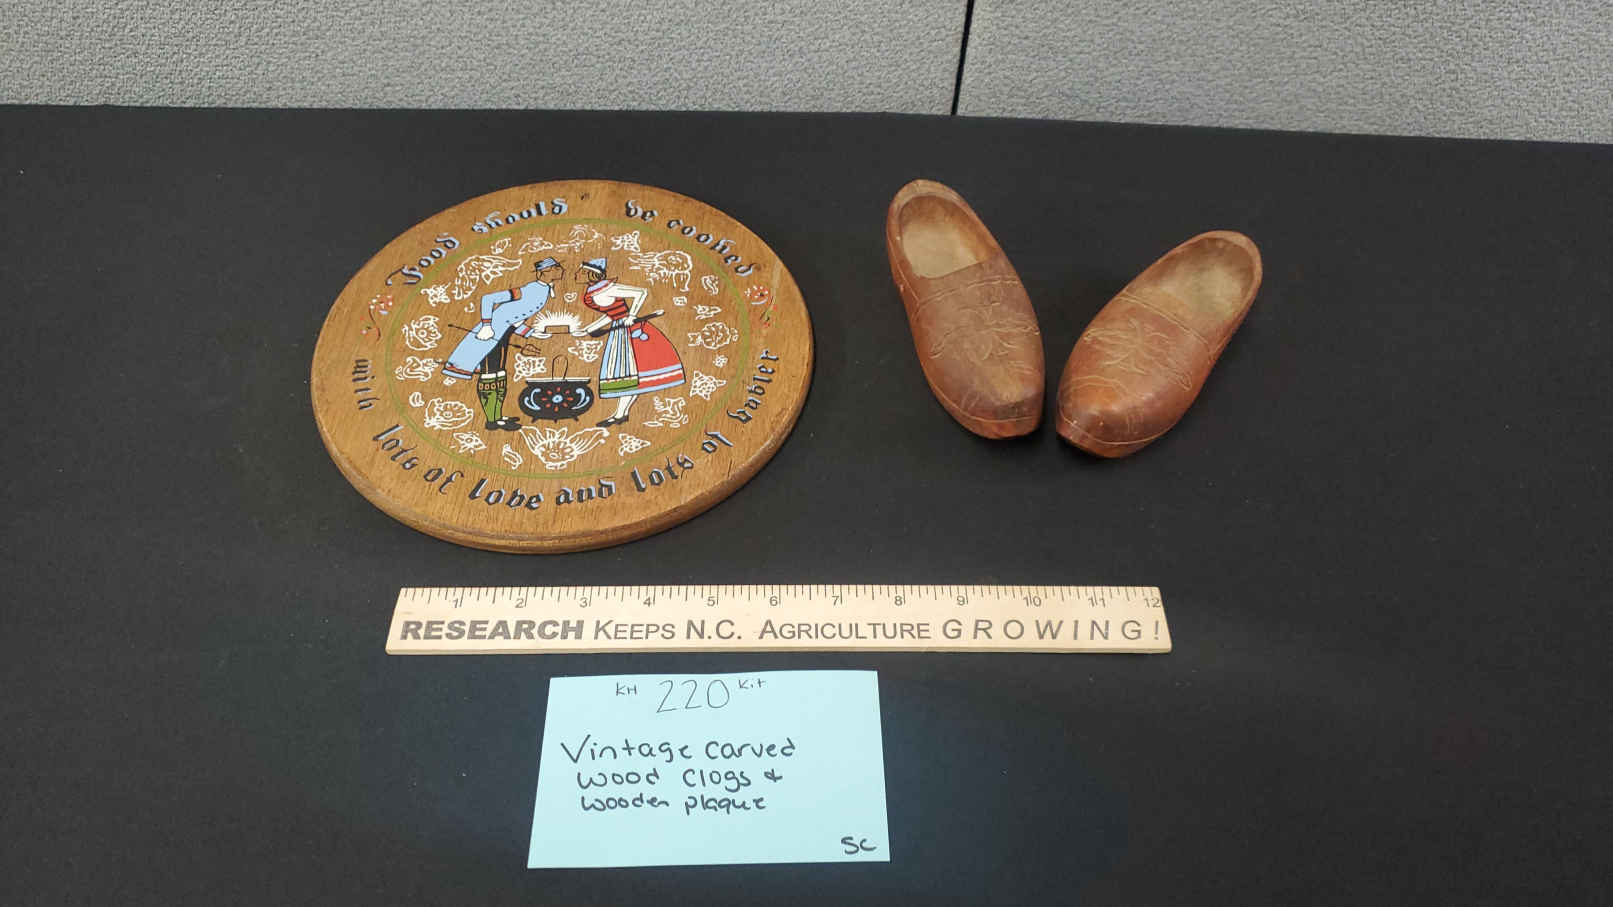 Food should be cooked
with lots of love and lots of budler
1 2 3 4 5 6 7 8 9 10 11 12
RESEARCH KEEPS N.C. AGRICULTURE GROWING!
KH 220 Kit
Vintage carved
wood clogs &
wooden plaque
SC